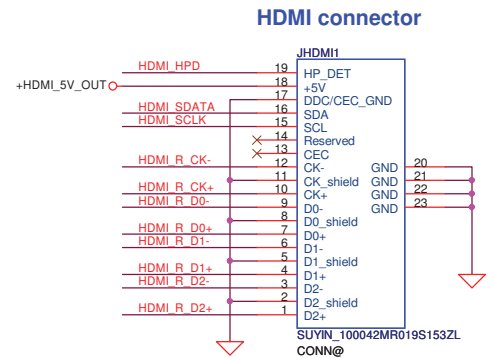 HDMI connector
JHDMI1
HDMI_HPD 19 HP_DET
+HDMI_5V_OUT 18 +5V
17 DDC/CEC_GND
HDMI_SDATA 16 SDA
HDMI_SCLK 15 SCL
14 Reserved
13 CEC
HDMI_R_CK- 12 CK- GND 20
11 CK_shield GND 21
HDMI_R_CK+ 10 CK+ GND 22
HDMI_R_D0- 9 D0- GND 23
8 D0_shield
HDMI_R_D0+ 7 D0+
HDMI_R_D1- 6 D1-
5 D1_shield
HDMI_R_D1+ 4 D1+
HDMI_R_D2- 3 D2-
2 D2_shield
HDMI_R_D2+ 1 D2+
SUYIN_100042MR019S153ZL
CONN@